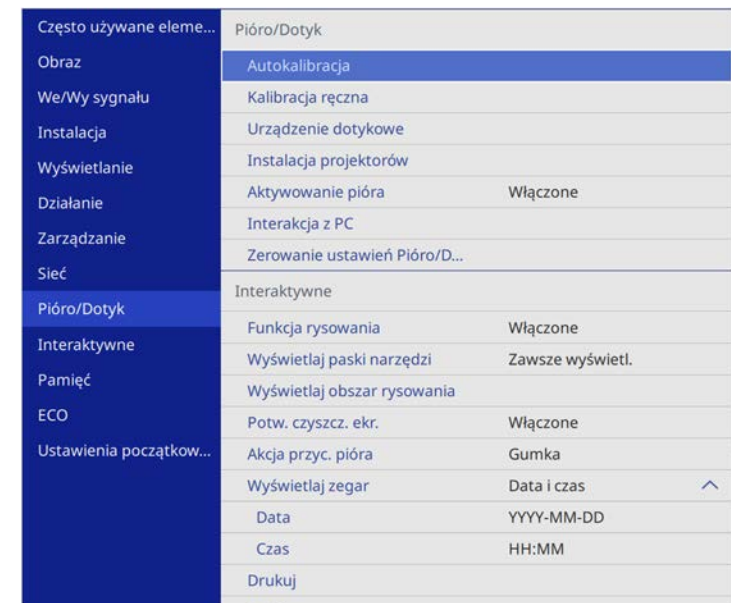 Często używane eleme...
Obraz
We/Wy sygnału
Instalacja
Wyświetlanie
Działanie
Zarządzanie
Sieć
Pióro/Dotyk
Interaktywne
Pamięć
ECO
Ustawienia początkow...
Pióro/Dotyk
Autokalibracja
Kalibracja ręczna
Urządzenie dotykowe
Instalacja projektorów
Aktywowanie pióra Włączone
Interakcja z PC
Zerowanie ustawień Pióro/D...
Interaktywne
Funkcja rysowania Włączone
Wyświetlaj paski narzędzi Zawsze wyświetl.
Wyświetlaj obszar rysowania
Potw. czyszcz. ekr. Włączone
Akcja przyc. pióra Gumka
Wyświetlaj zegar Data i czas
Data YYYY-MM-DD
Czas HH:MM
Drukuj